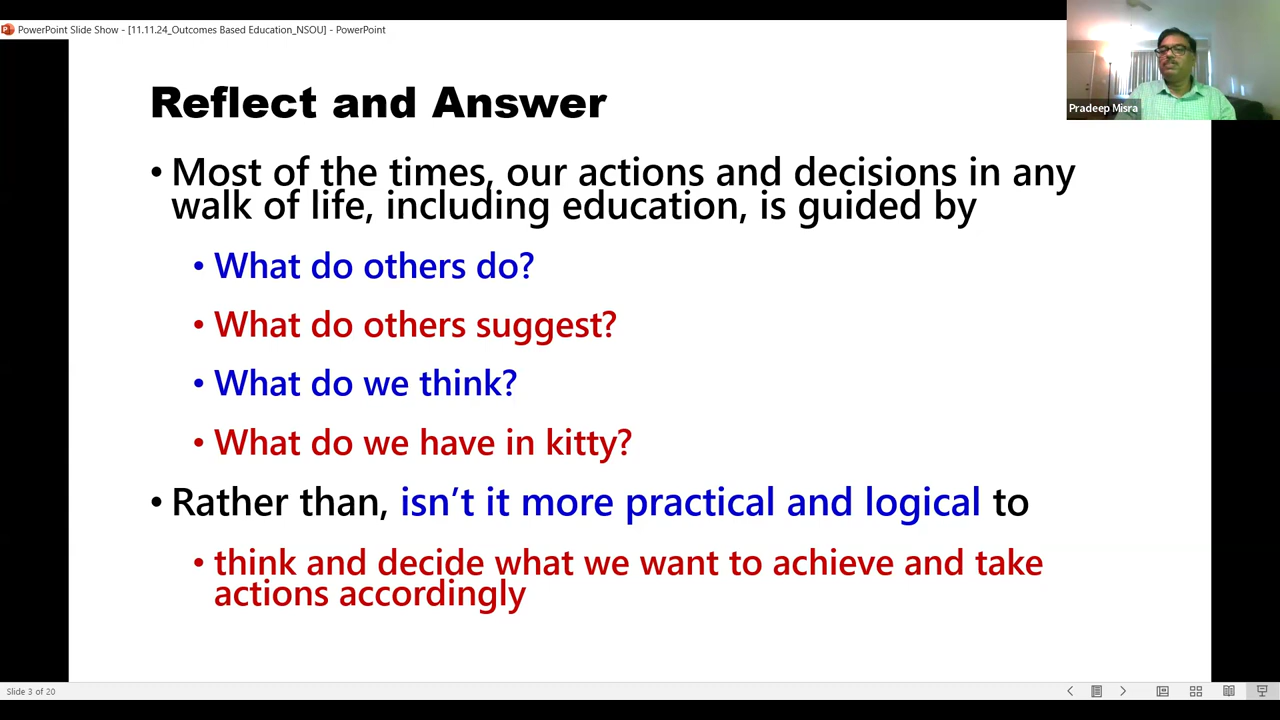 PowerPoint Slide Show - [11.11.24_Outcomes Based Education_NSOU] - PowerPoint
Pradeep Misra
Reflect and Answer
• Most of the times, our actions and decisions in any
walk of life, including education, is guided by
• What do others do?
• What do others suggest?
• What do we think?
• What do we have in kitty?
• Rather than, isn’t it more practical and logical to
• think and decide what we want to achieve and take
actions accordingly
Slide 3 of 20